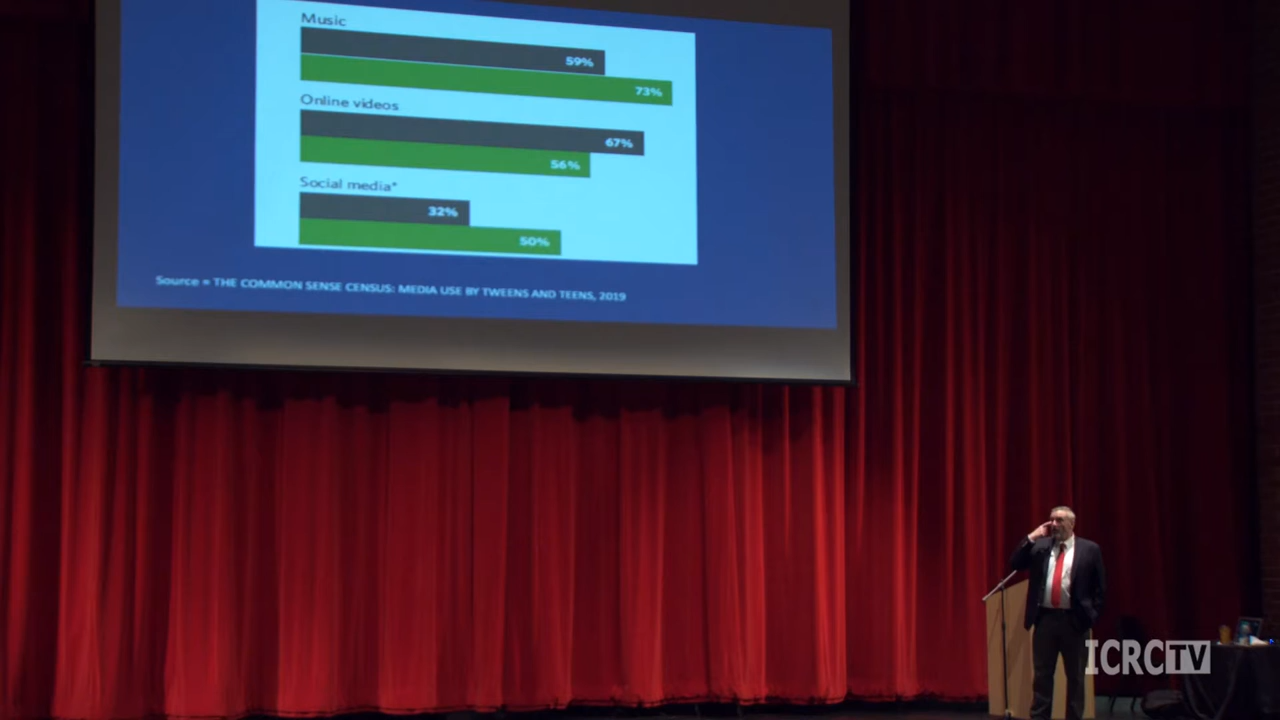 Music
59%
73%
Online videos
67%
56%
Social media*
32%
50%
Source = THE COMMON SENSE CENSUS: MEDIA USE BY TWEENS AND TEENS, 2019
ICRCTV